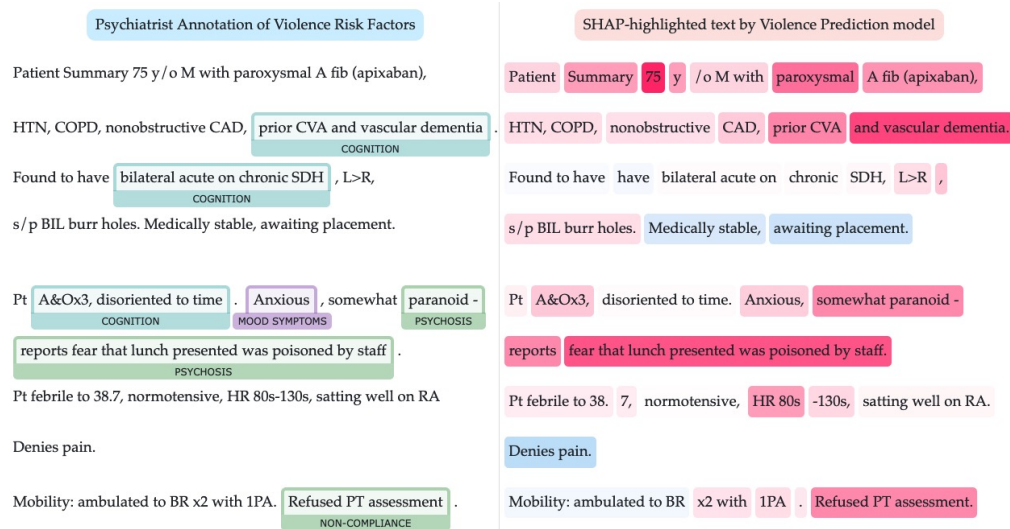 Psychiatrist Annotation of Violence Risk Factors
Patient Summary 75 y/o M with paroxysmal A fib (apixaban),
HTN, COPD, nonobstructive CAD, prior CVA and vascular dementia .
COGNITION
Found to have bilateral acute on chronic SDH , L>R,
COGNITION
s/p BIL burr holes. Medically stable, awaiting placement.
Pt A&Ox3, disoriented to time . Anxious , somewhat paranoid -
COGNITION MOOD SYMPTOMS PSYCHOSIS
reports fear that lunch presented was poisoned by staff .
PSYCHOSIS
Pt febrile to 38.7, normotensive, HR 80s-130s, satting well on RA
Denies pain.
Mobility: ambulated to BR x2 with 1PA. Refused PT assessment .
NON-COMPLIANCE
SHAP-highlighted text by Violence Prediction model
Patient Summary 75 y /o M with paroxysmal A fib (apixaban),
HTN, COPD, nonobstructive CAD, prior CVA and vascular dementia.
Found to have have bilateral acute on chronic SDH, L>R ,
s/p BIL burr holes. Medically stable, awaiting placement.
Pt A&Ox3, disoriented to time. Anxious, somewhat paranoid -
reports fear that lunch presented was poisoned by staff.
Pt febrile to 38. 7, normotensive, HR 80s -130s, satting well on RA.
Denies pain.
Mobility: ambulated to BR x2 with 1PA . Refused PT assessment.